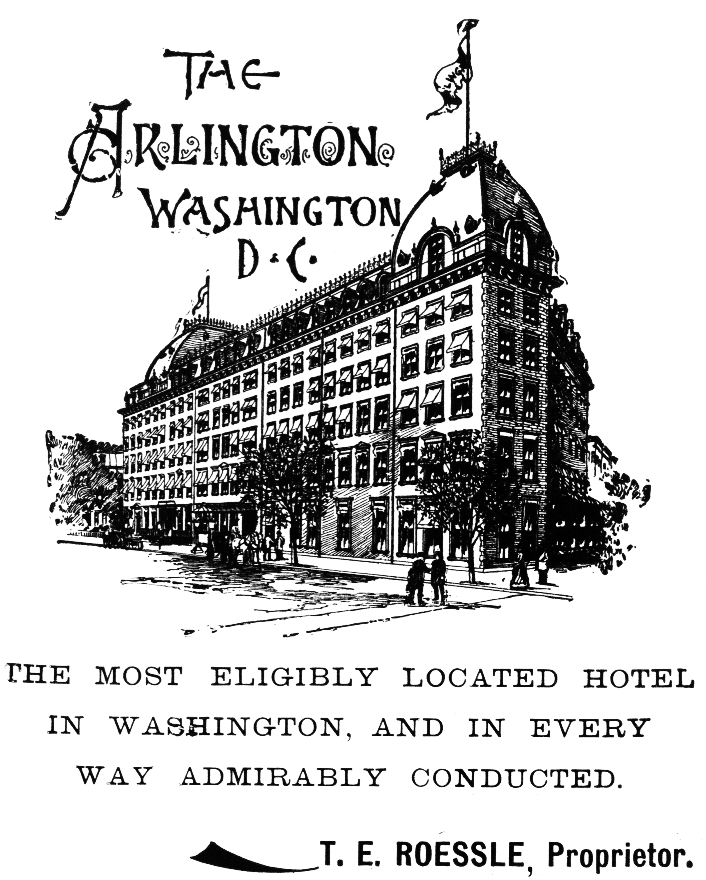 THE
ARLINGTON
WASHINGTON
D. C.
THE MOST ELIGIBLY LOCATED HOTEL
IN WASHINGTON, AND IN EVERY
WAY ADMIRABLY CONDUCTED.
T. E. ROESSLE, Proprietor.